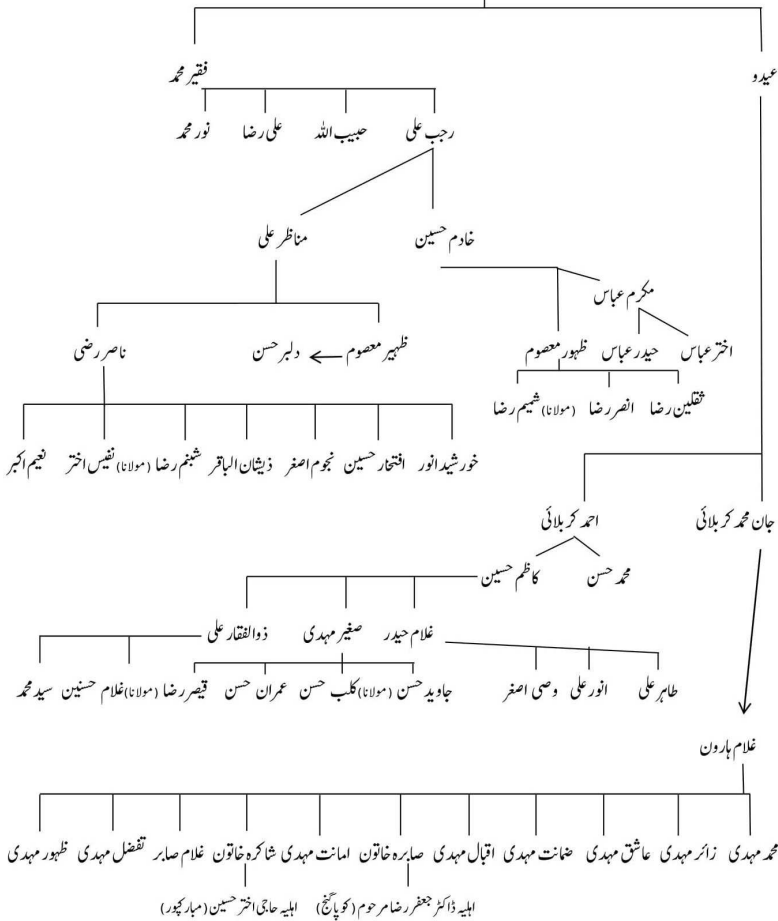 عیدو فقیر محمد
رجب علی حبیب اللہ علی رضا نور محمد
خادم حسین مناظر علی
مکرم عباس
اختر عباس حیدر عباس ظہور معصوم ظہیر معصوم دلبر حسن ناصر رضی
ثقلین رضا انصر رضا (مولانا) شمیم رضا
خورشید انور افتخار حسین نجوم اصغر ذیشان الباقر شبنم رضا (مولانا) نفیس اختر نعیم اکبر
جان محمد کربلائی احمد کربلائی
محمد حسن کاظم حسین
غلام حیدر صغیر مہدی ذوالفقار علی
طاہر علی انور علی وصی اصغر جاوید حسن (مولانا) کلب حسن عمران حسن قیصر رضا (مولانا) غلام حسنین سید محمد
غلام ہارون
محمد مہدی زائر مہدی عاشق مہدی ضمانت مہدی اقبال مہدی صابرہ خاتون امانت مہدی شاکرہ خاتون غلام صابر تفضل مہدی ظہور مہدی
اہلیہ ڈاکٹر جعفر رضا مرحوم (کوپاگنج) اہلیہ حاجی اختر حسین (مبارکپور)